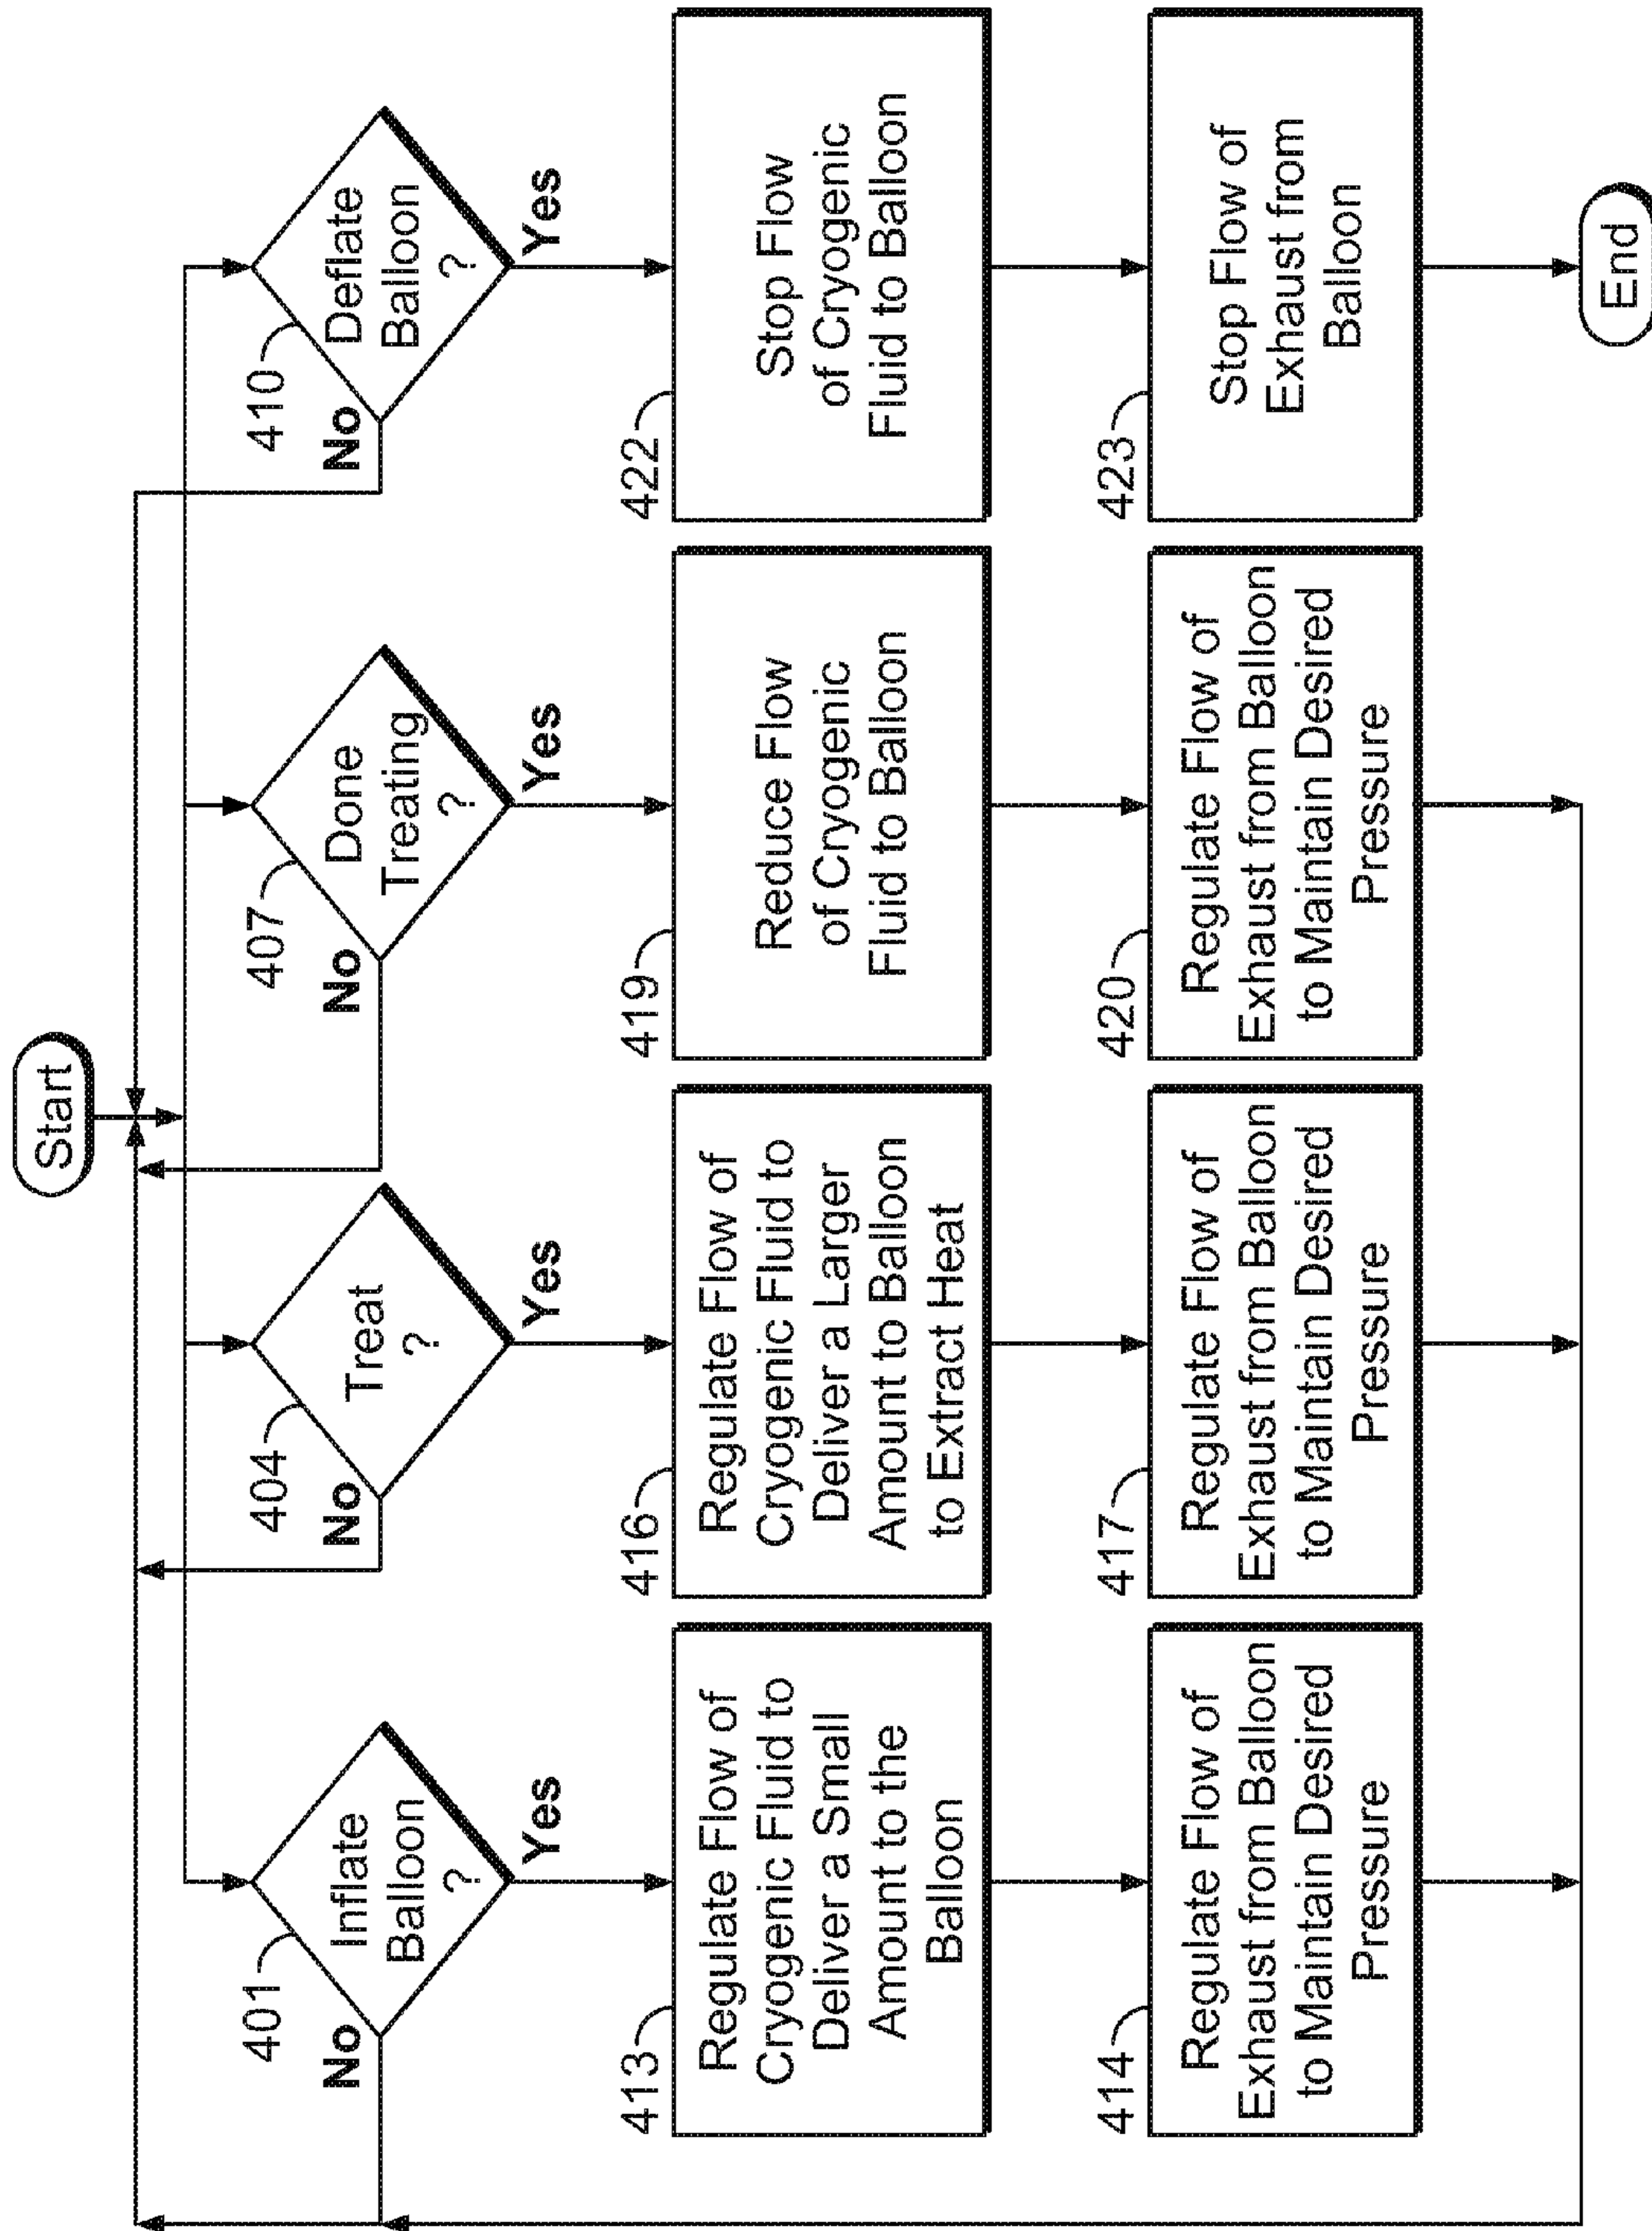 Start
401
Inflate
Balloon
?
No
Yes
404
Treat
?
No
Yes
407
Done
Treating
?
No
Yes
410
Deflate
Balloon
?
No
Yes
413
Regulate Flow of
Cryogenic Fluid to
Deliver a Small
Amount to the
Balloon
416
Regulate Flow of
Cryogenic Fluid to
Deliver a Larger
Amount to Balloon
to Extract Heat
419
Reduce Flow
of Cryogenic
Fluid to Balloon
422
Stop Flow
of Cryogenic
Fluid to Balloon
414
Regulate Flow of
Exhaust from Balloon
to Maintain Desired
Pressure
417
Regulate Flow of
Exhaust from Balloon
to Maintain Desired
Pressure
420
Regulate Flow of
Exhaust from Balloon
to Maintain Desired
Pressure
423
Stop Flow of
Exhaust from
Balloon
End